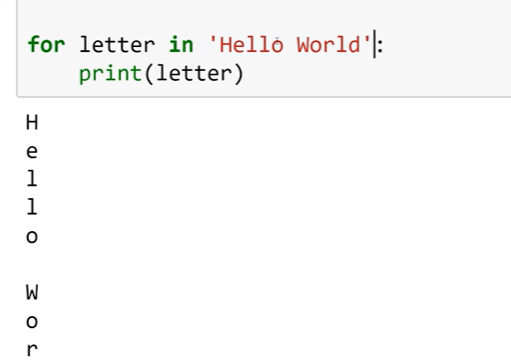 for letter in 'Hello World':
    print(letter)
H
e
l
l
o

W
o
r